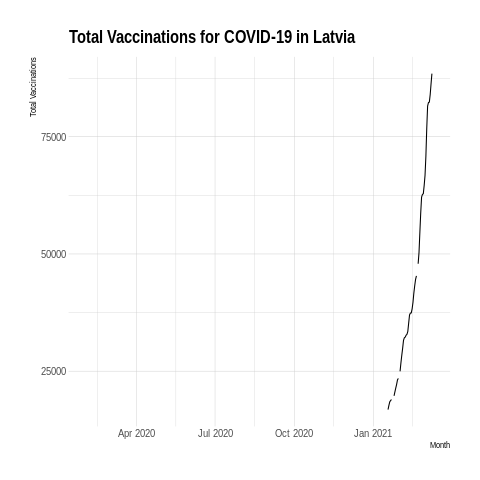 Total Vaccinations for COVID-19 in Latvia
Total Vaccinations
75000
50000
25000
Apr 2020
Jul 2020
Oct 2020
Jan 2021
Month